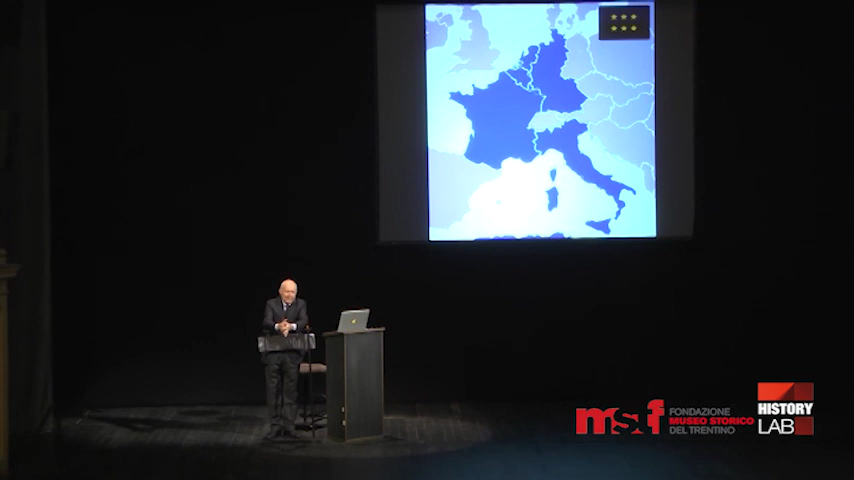 msf
FONDAZIONE
MUSEO STORICO
DEL TRENTINO
HISTORY
LAB